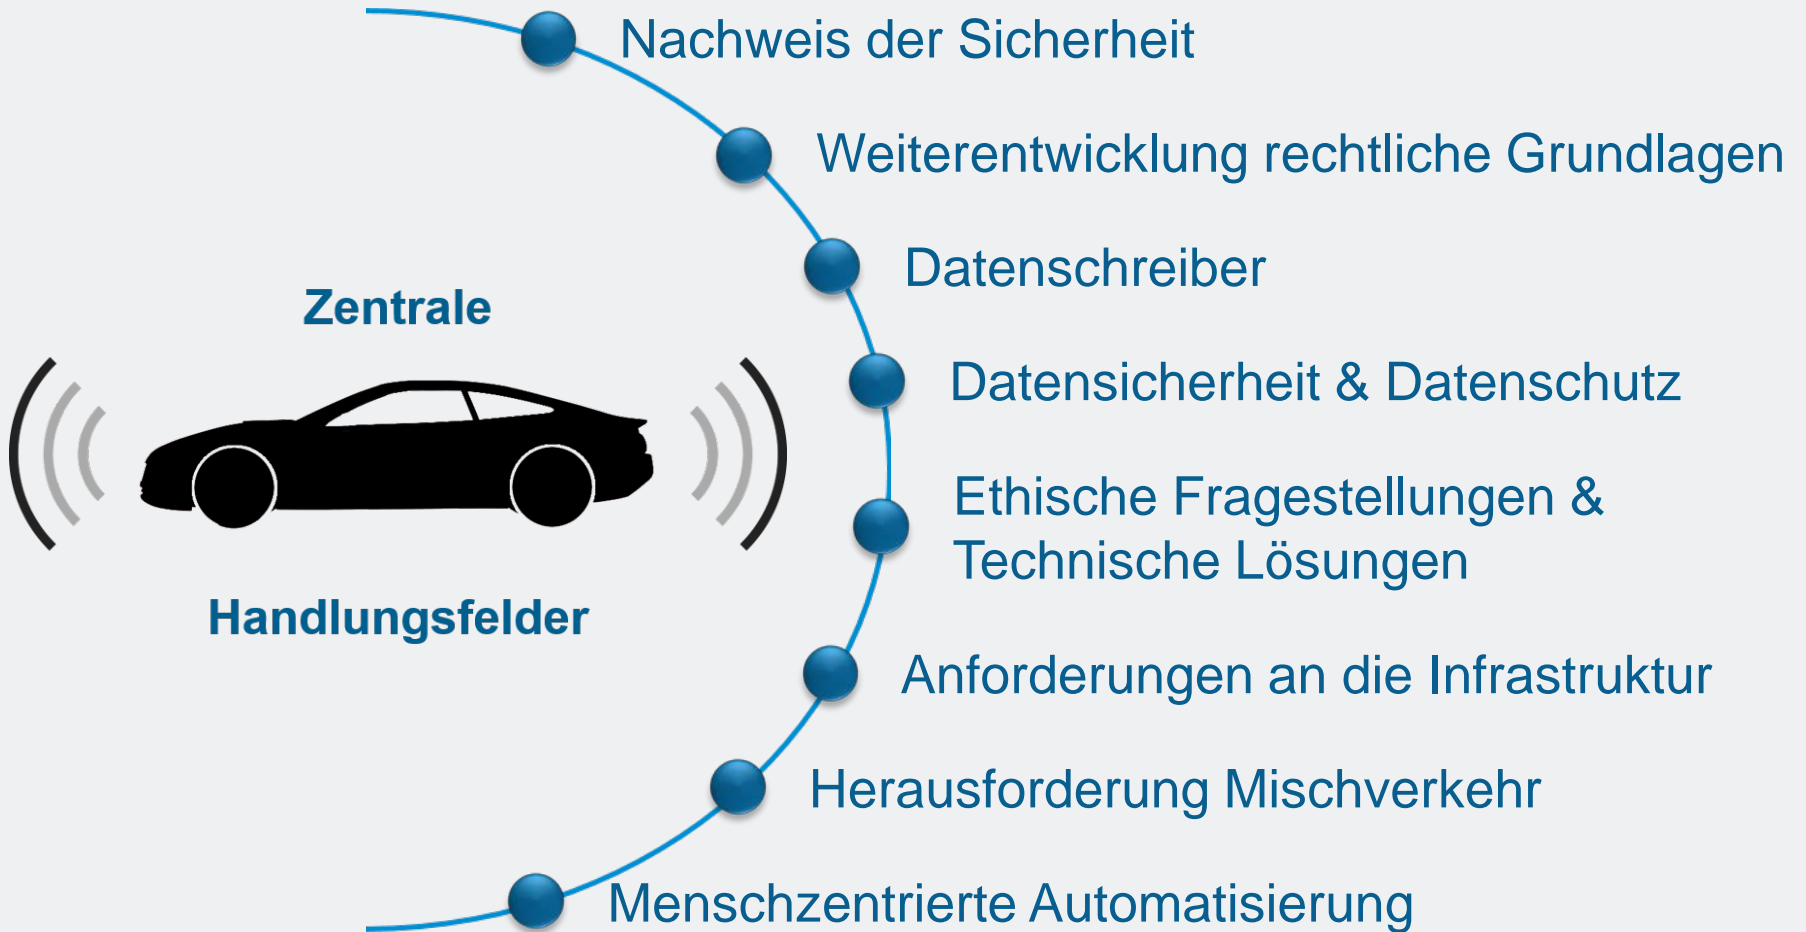 Nachweis der Sicherheit
Weiterentwicklung rechtliche Grundlagen
Datenschreiber
Zentrale
Datensicherheit & Datenschutz
Ethische Fragestellungen &
Technische Lösungen
Handlungsfelder
Anforderungen an die Infrastruktur
Herausforderung Mischverkehr
Menschzentrierte Automatisierung